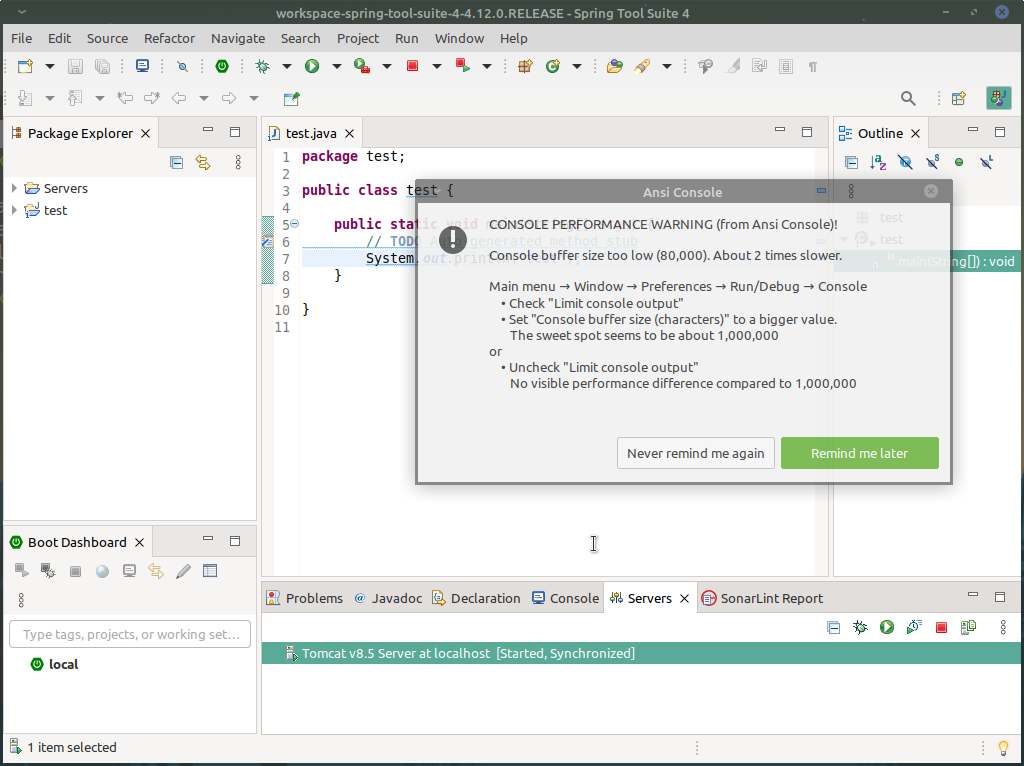 workspace-spring-tool-suite-4-4.12.0.RELEASE - Spring Tool Suite 4
File Edit Source Refactor Navigate Search Project Run Window Help
Package Explorer
Servers
test
test.java
1 package test;
2
3 public class test {
4
5 public static void
6 // TODO Auto-generated method stub
7 System.out.println
8 }
9
10 }
11
Outline
test
test
main(String[]) : void
Ansi Console
CONSOLE PERFORMANCE WARNING (from Ansi Console)!
Console buffer size too low (80,000). About 2 times slower.
Main menu → Window → Preferences → Run/Debug → Console
• Check "Limit console output"
• Set "Console buffer size (characters)" to a bigger value.
The sweet spot seems to be about 1,000,000
or
• Uncheck "Limit console output"
No visible performance difference compared to 1,000,000
Never remind me again
Remind me later
Boot Dashboard
Type tags, projects, or working set...
local
Problems @ Javadoc Declaration Console Servers SonarLint Report
Tomcat v8.5 Server at localhost [Started, Synchronized]
1 item selected